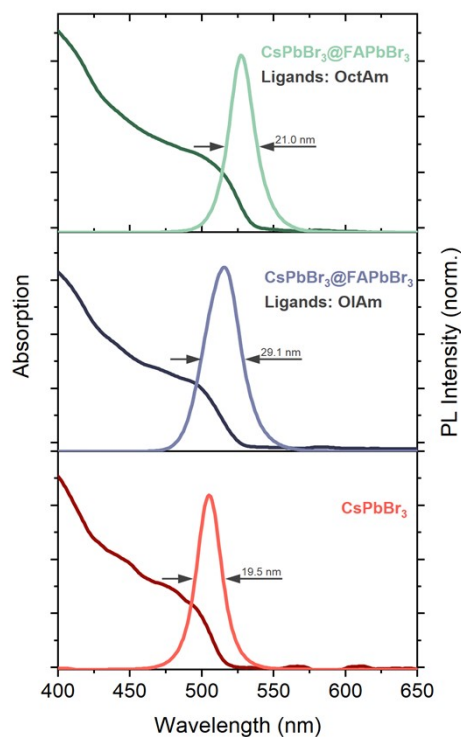 CsPbBr₃@FAPbBr₃
Ligands: OctAm
21.0 nm
CsPbBr₃@FAPbBr₃
Ligands: OlAm
29.1 nm
CsPbBr₃
19.5 nm
Absorption
PL Intensity (norm.)
400 450 500 550 600 650
Wavelength (nm)